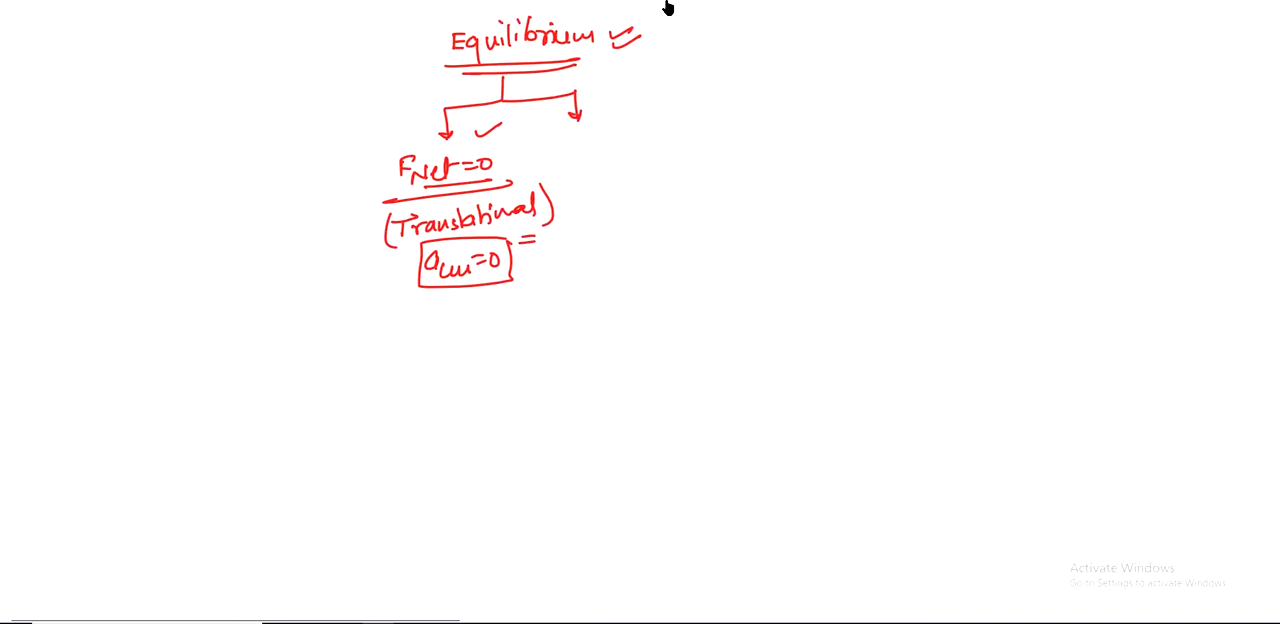 Equilibrium
FNet=0
(Translational)
acm=0
Activate Windows
Go to Settings to activate Windows.